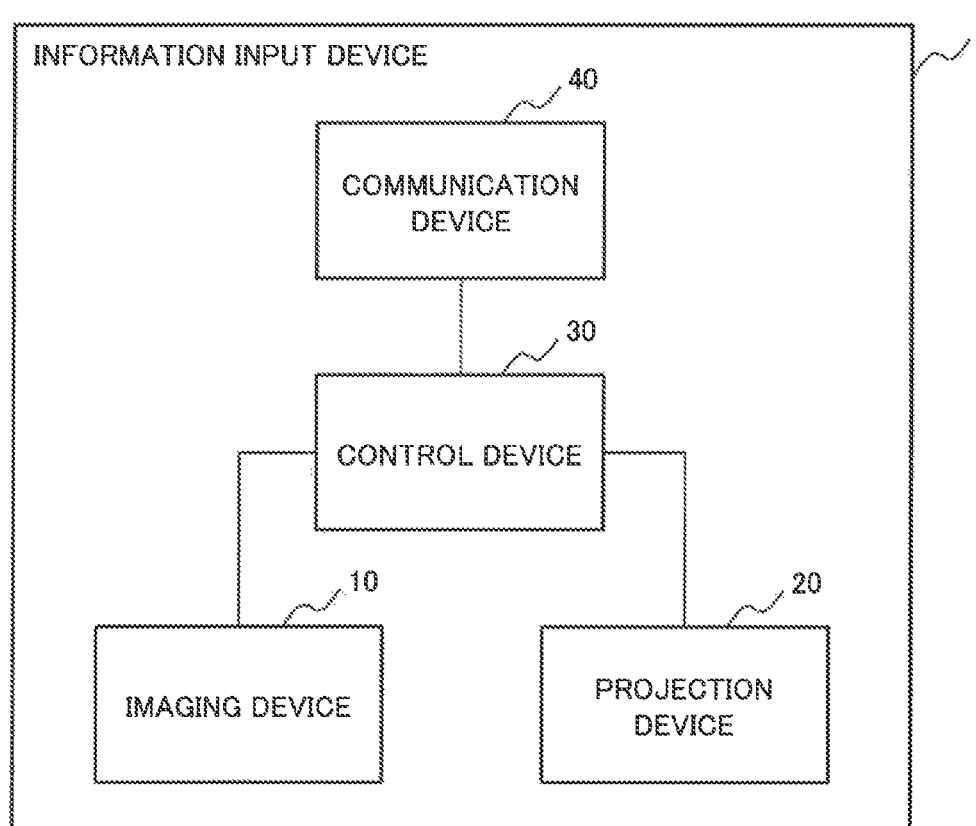 INFORMATION INPUT DEVICE
40
COMMUNICATION
DEVICE
30
CONTROL DEVICE
10
IMAGING DEVICE
20
PROJECTION
DEVICE